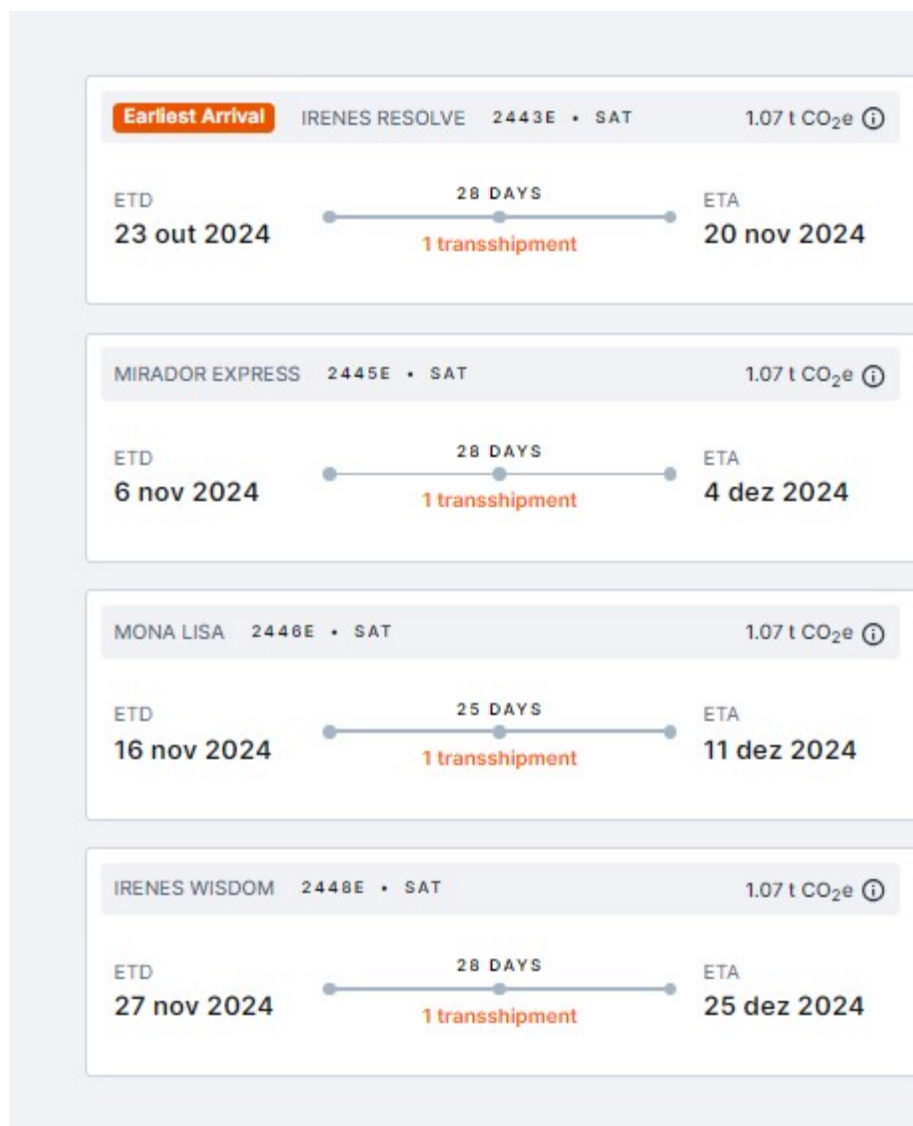 Earliest Arrival IRENES RESOLVE 2443E • SAT 1.07 t CO₂e
28 DAYS
ETD ETA
23 out 2024 20 nov 2024
1 transshipment
MIRADOR EXPRESS 2445E • SAT 1.07 t CO₂e
28 DAYS
ETD ETA
6 nov 2024 4 dez 2024
1 transshipment
MONA LISA 2446E • SAT 1.07 t CO₂e
25 DAYS
ETD ETA
16 nov 2024 11 dez 2024
1 transshipment
IRENES WISDOM 2448E • SAT 1.07 t CO₂e
28 DAYS
ETD ETA
27 nov 2024 25 dez 2024
1 transshipment